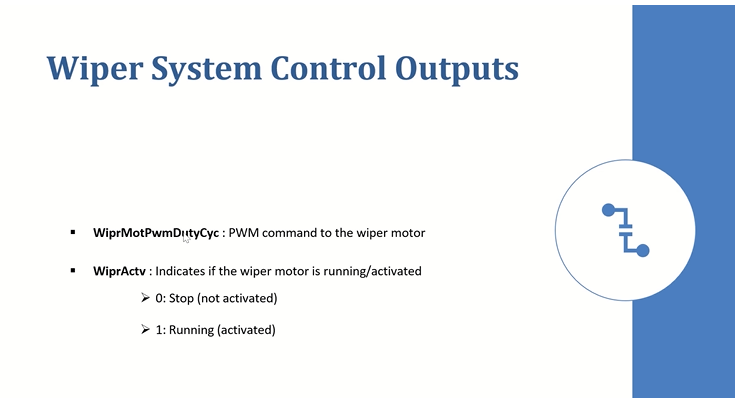 Wiper System Control Outputs
▪ WiprMotPwmDutyCyc : PWM command to the wiper motor
▪ WiprActv : Indicates if the wiper motor is running/activated
➢ 0: Stop (not activated)
➢ 1: Running (activated)